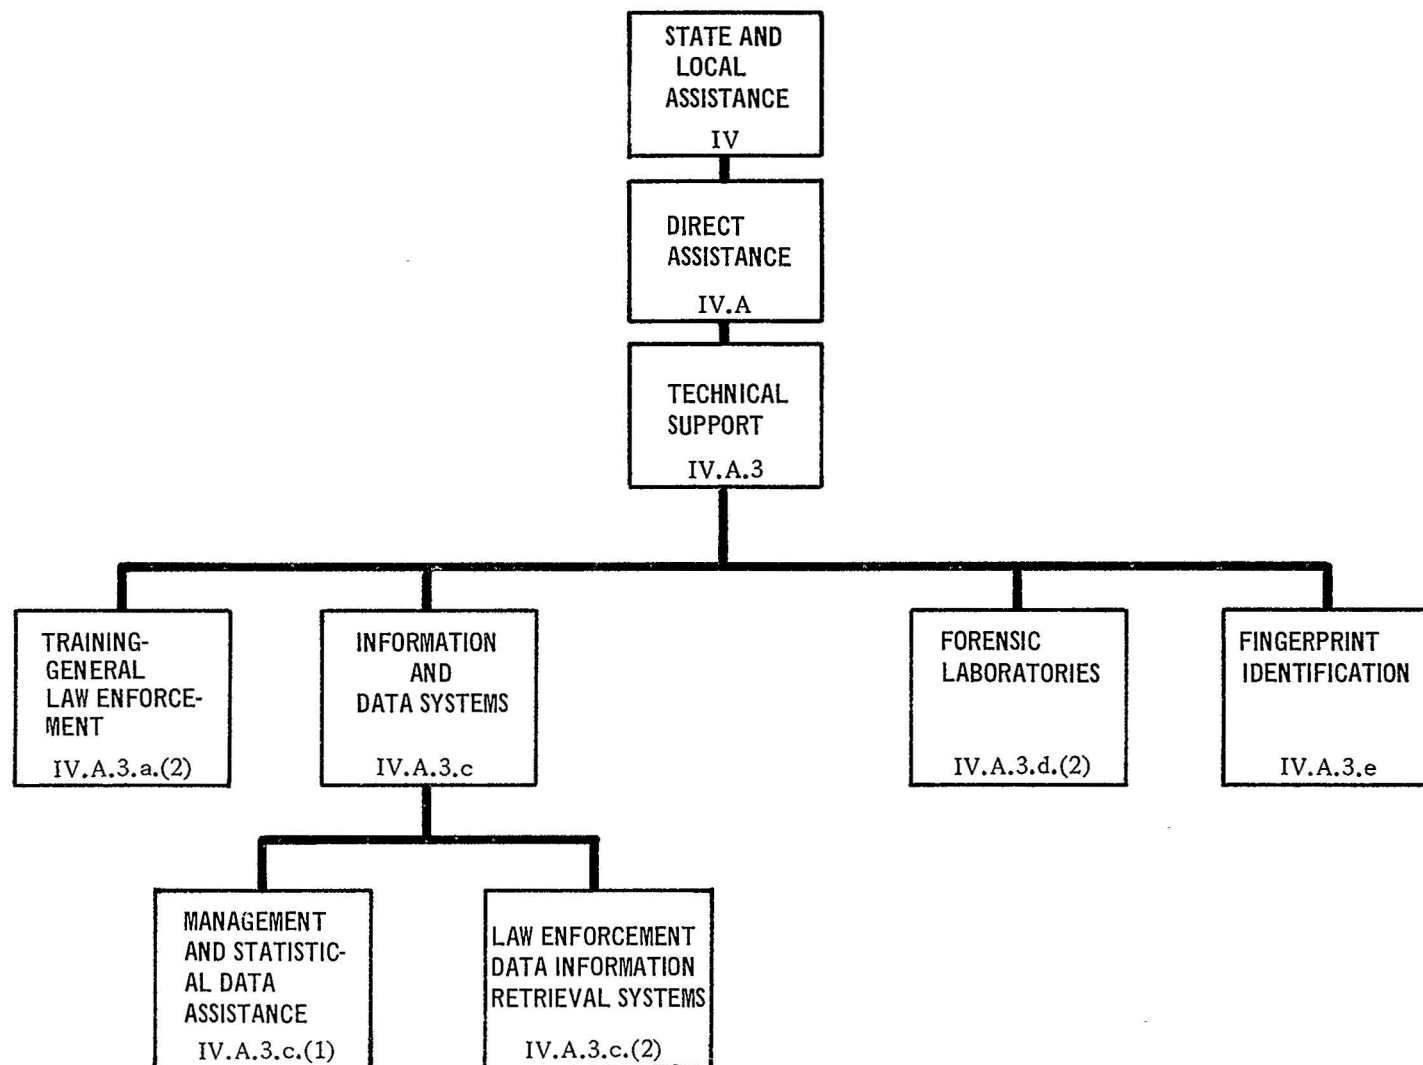 STATE AND
LOCAL
ASSISTANCE
IV
DIRECT
ASSISTANCE
IV.A
TECHNICAL
SUPPORT
IV.A.3
TRAINING-
GENERAL
LAW ENFORCE-
MENT
IV.A.3.a.(2)
INFORMATION
AND
DATA SYSTEMS
IV.A.3.c
FORENSIC
LABORATORIES
IV.A.3.d.(2)
FINGERPRINT
IDENTIFICATION
IV.A.3.e
MANAGEMENT
AND STATISTIC-
AL DATA
ASSISTANCE
IV.A.3.c.(1)
LAW ENFORCEMENT
DATA INFORMATION
RETRIEVAL SYSTEMS
IV.A.3.c.(2)